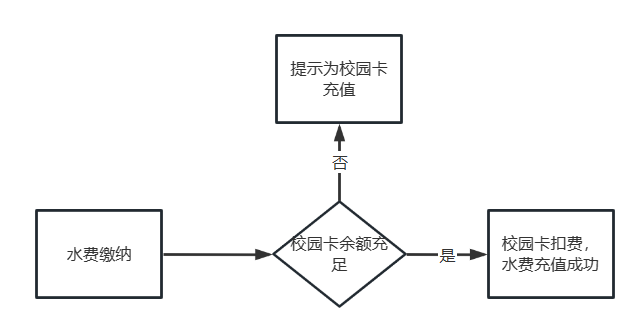 提示为校园卡
充值
否
水费缴纳
校园卡余额充
足
是
校园卡扣费，
水费充值成功